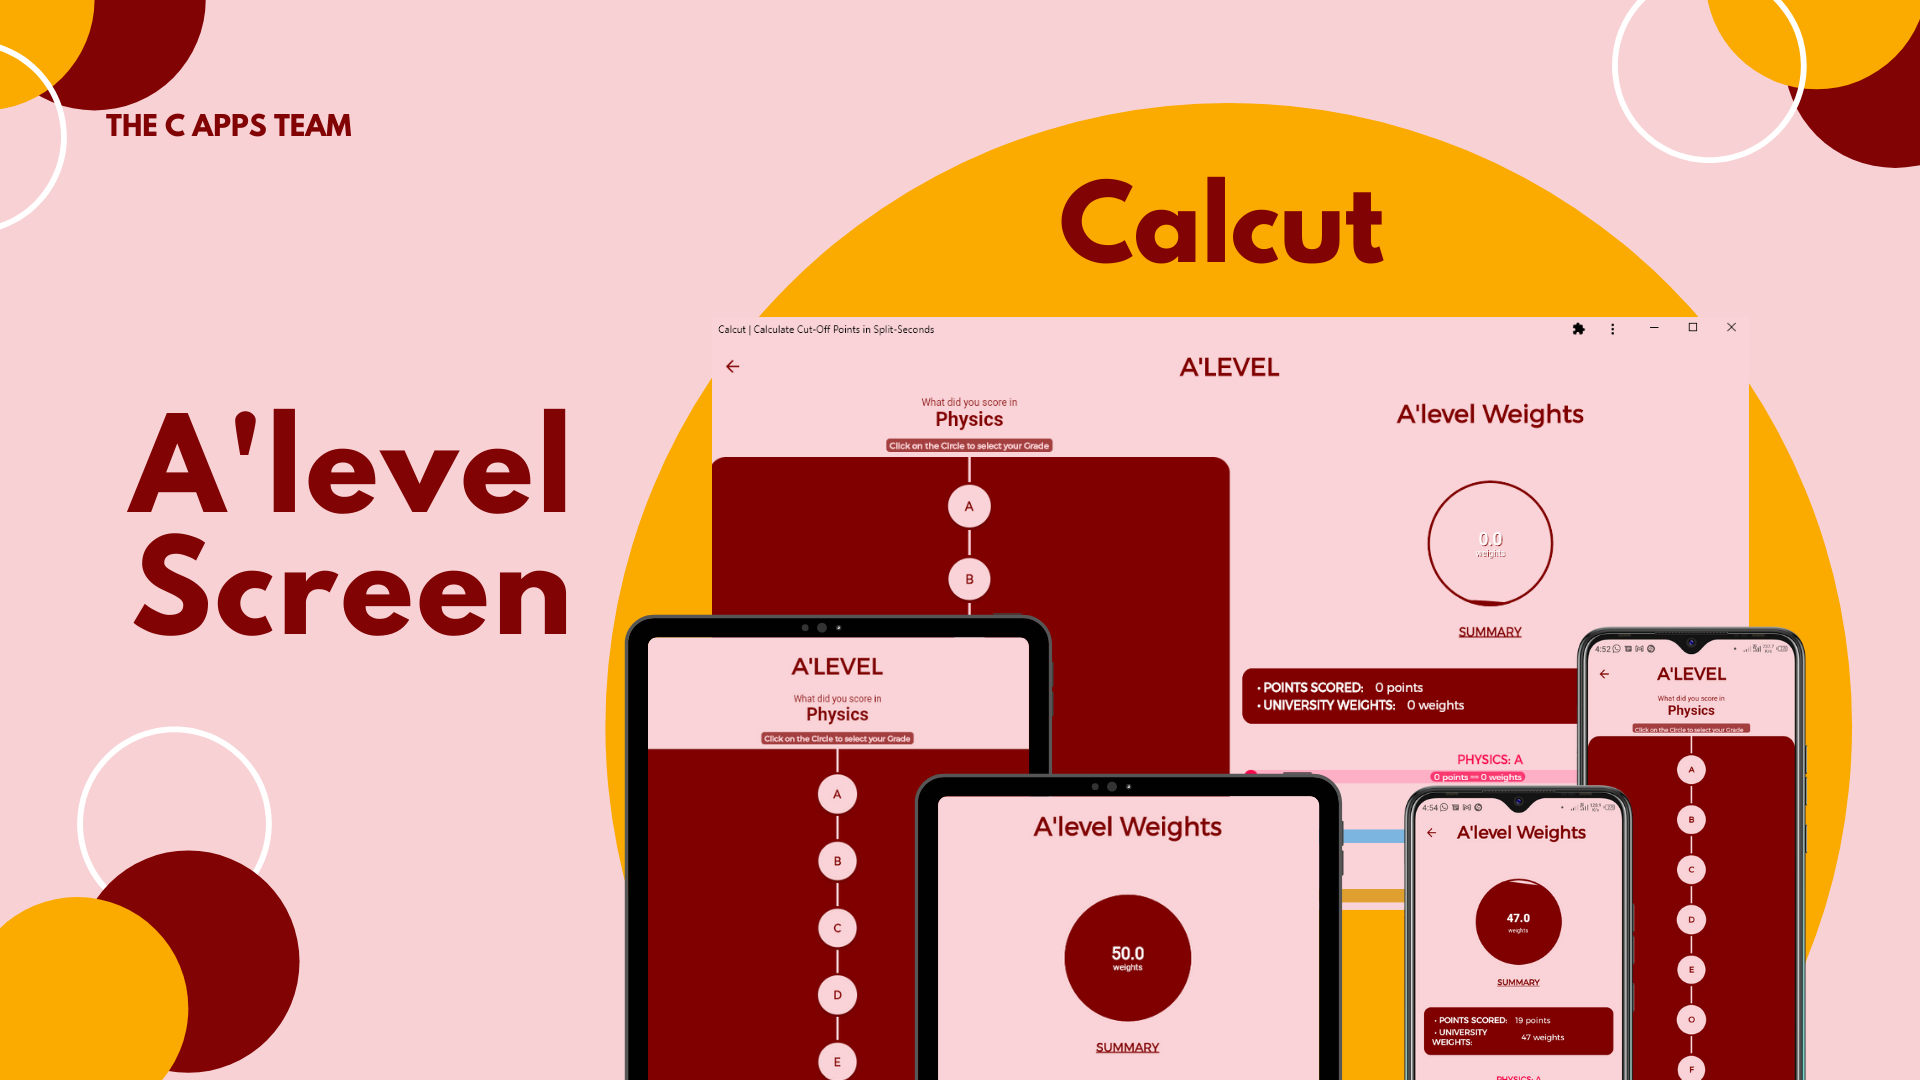 THE C APPS TEAM
Calcut
A'level
Screen
Calcut | Calculate Cut-Off Points in Split-Seconds
A'LEVEL
What did you score in
Physics
Click on the Circle to select your Grade
A
B
A'level Weights
0.0
weights
SUMMARY
• POINTS SCORED: 0 points
• UNIVERSITY WEIGHTS: 0 weights
PHYSICS: A
0 points == 0 weights
A'LEVEL
What did you score in
Physics
Click on the Circle to select your Grade
A
B
C
D
E
A'level Weights
50.0
weights
SUMMARY
4:54
A'level Weights
47.0
weights
SUMMARY
• POINTS SCORED: 19 points
• UNIVERSITY
WEIGHTS: 47 weights
PHYSICS: A
4:52
A'LEVEL
What did you score in
Physics
Click on the Circle to select your Grade
A
B
C
D
E
O
F